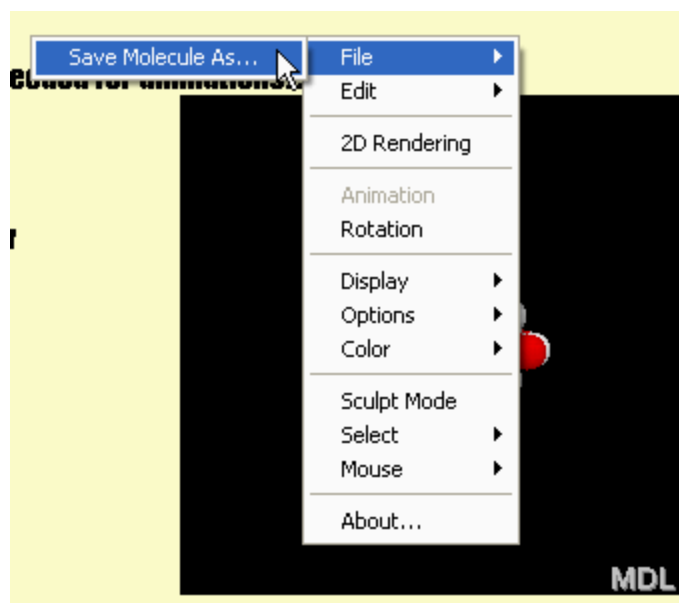 Save Molecule As...
File
Edit
2D Rendering
Animation
Rotation
Display
Options
Color
Sculpt Mode
Select
Mouse
About...
MDL